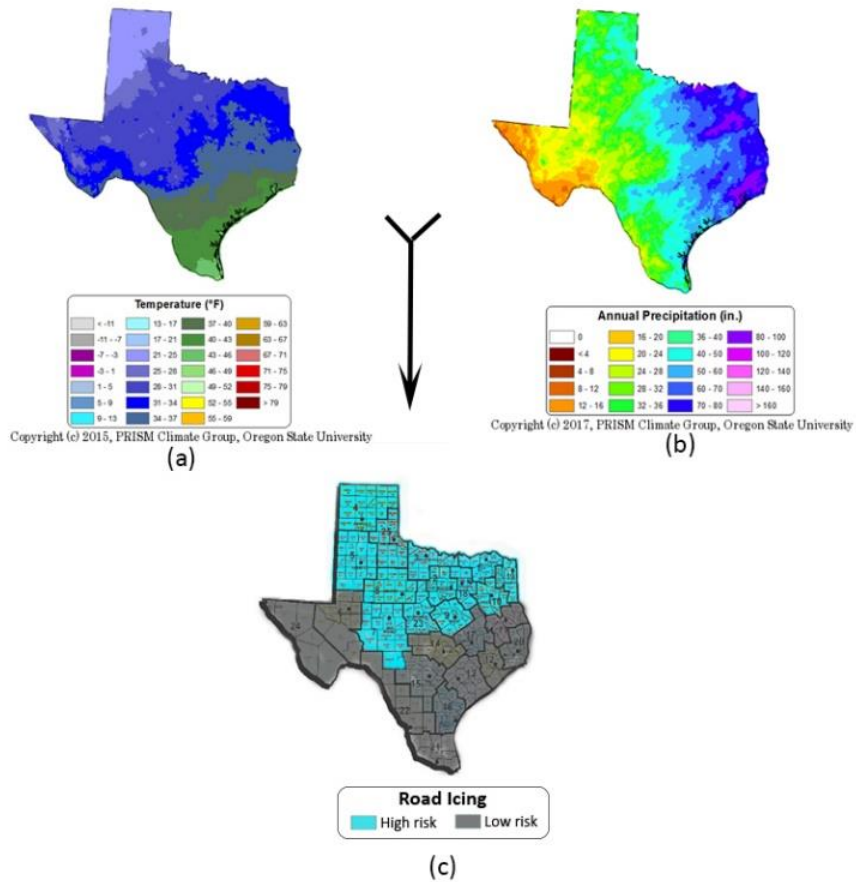 Temperature (°F)
< -11 13 - 17 37 - 40 59 - 63
-11 - -7 17 - 21 40 - 43 63 - 67
-7 - -3 21 - 25 43 - 46 67 - 71
-3 - 1 25 - 28 46 - 49 71 - 75
1 - 5 28 - 31 49 - 52 75 - 79
5 - 9 31 - 34 52 - 55 > 79
9 - 13 34 - 37 55 - 59
Copyright (c) 2015, PRISM Climate Group, Oregon State University
(a)
Annual Precipitation (in.)
0 16 - 20 36 - 40 80 - 100
< 4 20 - 24 40 - 50 100 - 120
4 - 8 24 - 28 50 - 60 120 - 140
8 - 12 28 - 32 60 - 70 140 - 160
12 - 16 32 - 36 70 - 80 > 160
Copyright (c) 2017, PRISM Climate Group, Oregon State University
(b)
Road Icing
High risk Low risk
(c)